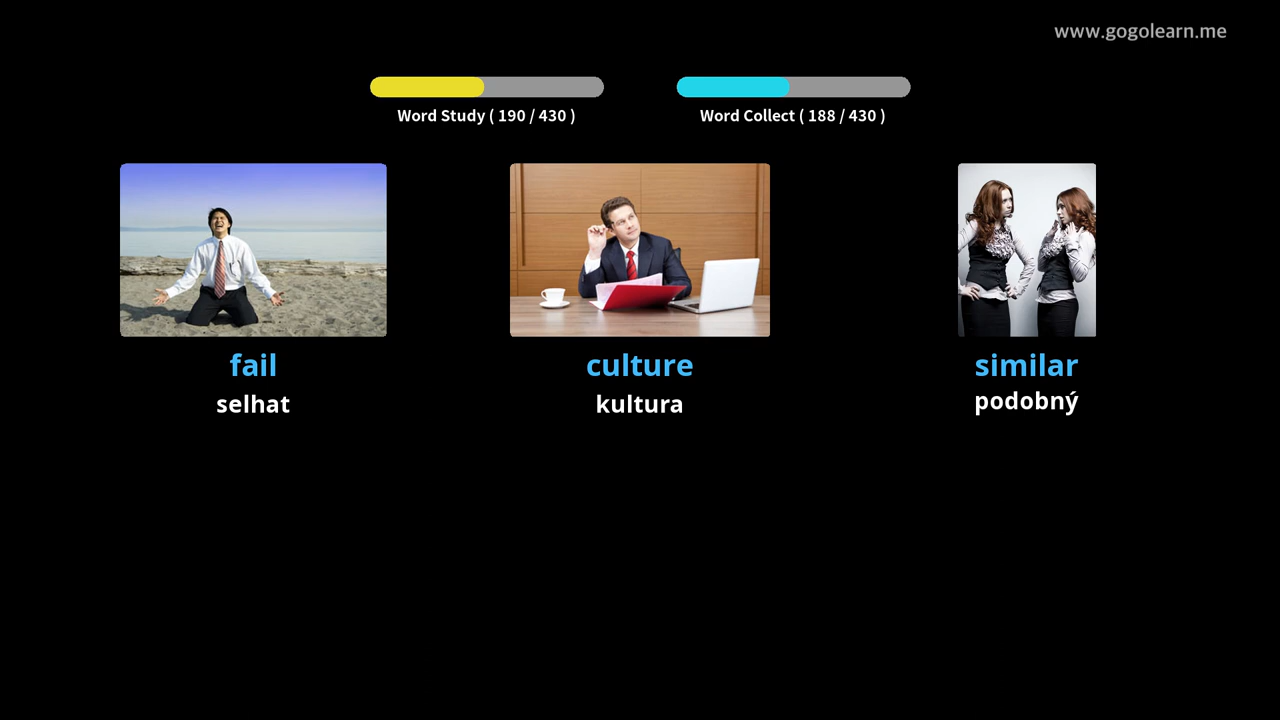 www.gogolearn.me
Word Study ( 190 / 430 )
Word Collect ( 188 / 430 )
fail
culture
similar
selhat
kultura
podobný